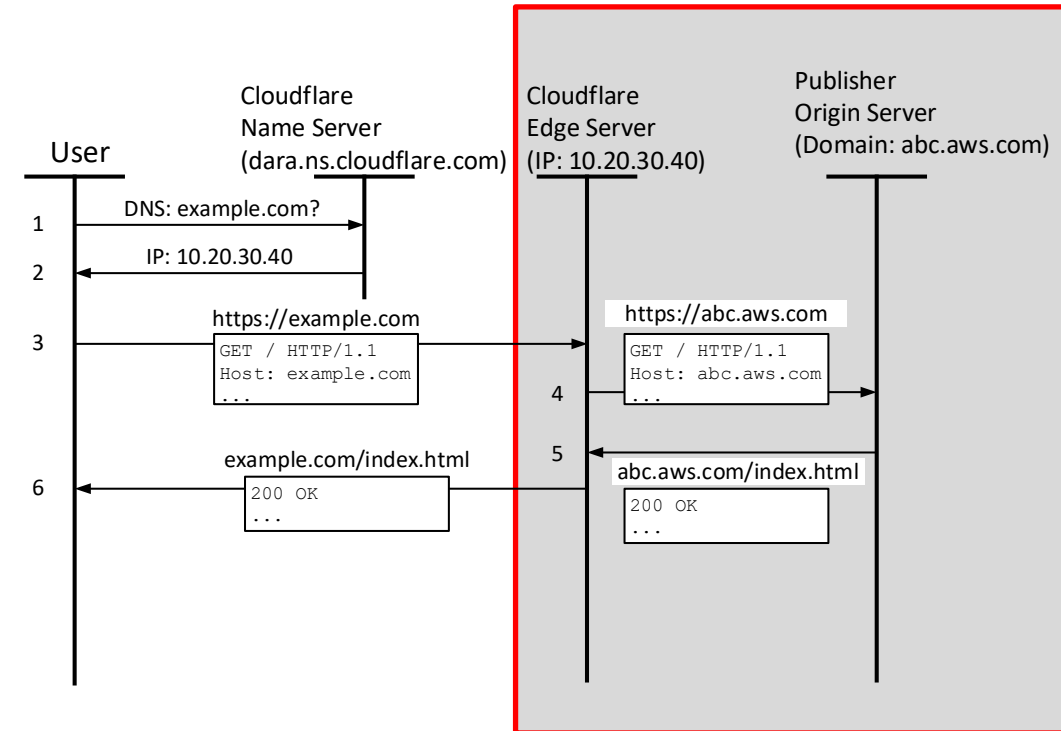 User
Cloudflare
Name Server
(dara.ns.cloudflare.com)
Cloudflare
Edge Server
(IP: 10.20.30.40)
Publisher
Origin Server
(Domain: abc.aws.com)
1
DNS: example.com?
2
IP: 10.20.30.40
3
https://example.com
GET / HTTP/1.1
Host: example.com
...
4
https://abc.aws.com
GET / HTTP/1.1
Host: abc.aws.com
...
5
abc.aws.com/index.html
200 OK
...
6
example.com/index.html
200 OK
...